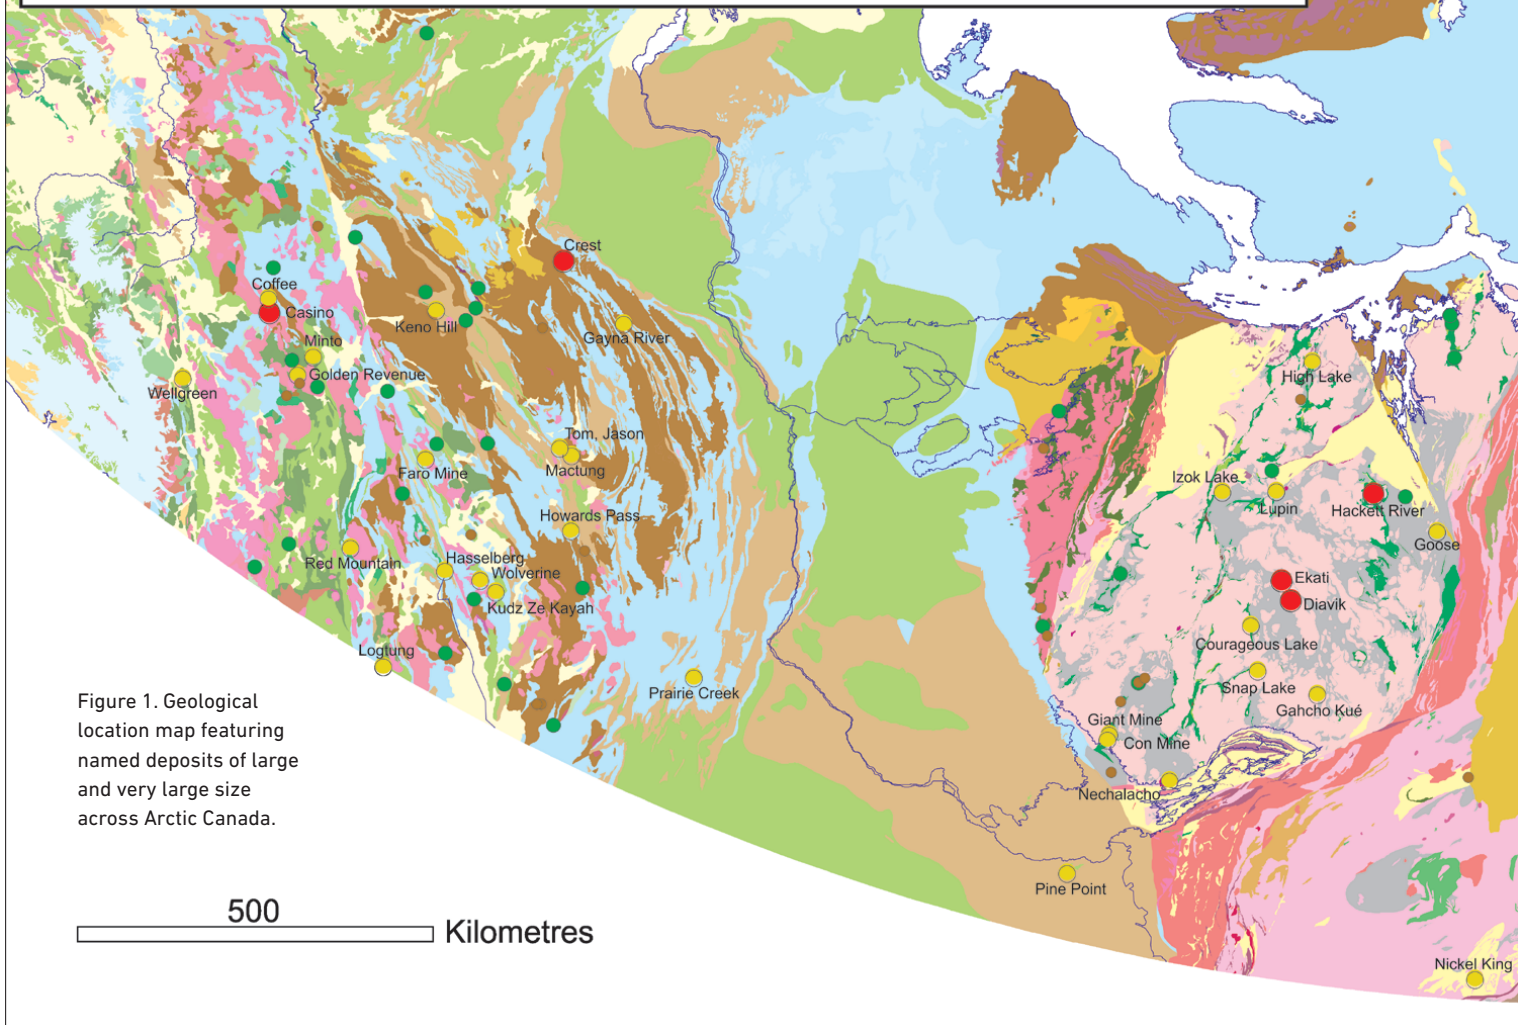 Crest
Coffee
Casino
Keno Hill
Gayna River
Minto
Golden Revenue
Wellgreen
High Lake
Tom, Jason
Mactung
Faro Mine
Izok Lake
Lupin
Hackett River
Howards Pass
Goose
Red Mountain
Hasselberg
Wolverine
Kudz Ze Kayah
Ekati
Diavik
Courageous Lake
Logtung
Prairie Creek
Snap Lake
Gahcho Kué
Giant Mine
Con Mine
Nechalacho
Pine Point
Nickel King
Figure 1. Geological
location map featuring
named deposits of large
and very large size
across Arctic Canada.
500
Kilometres